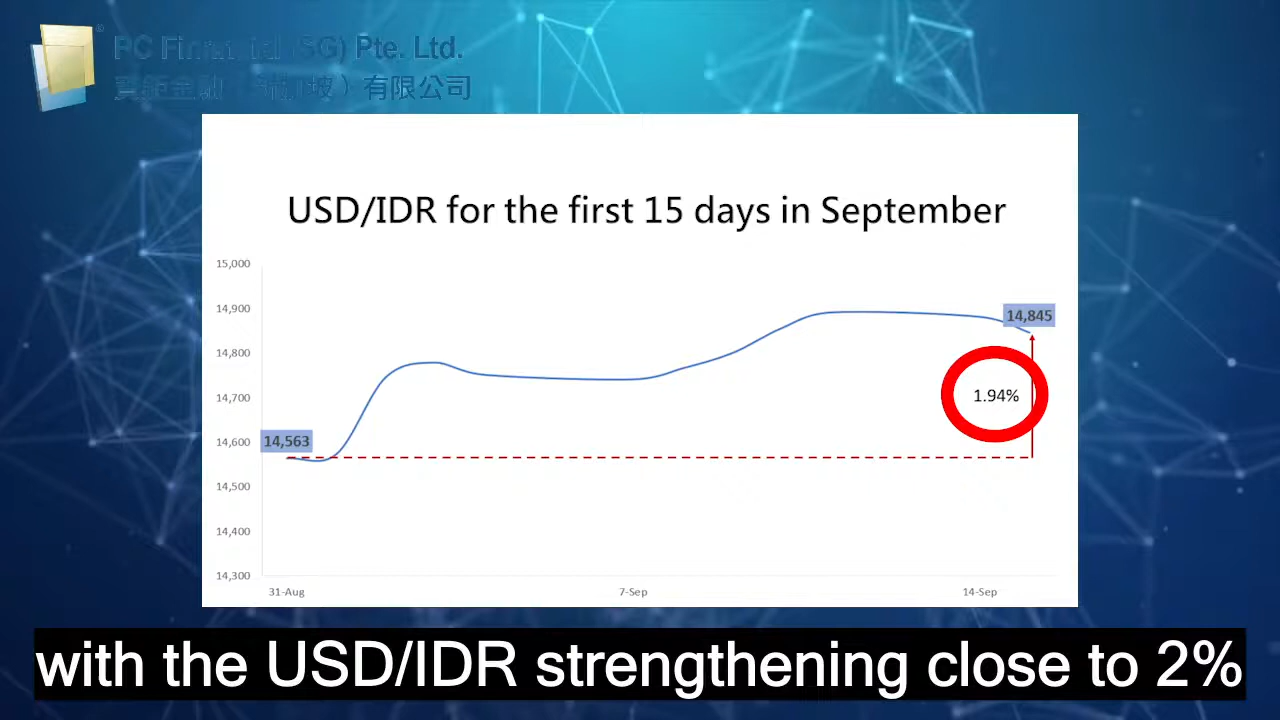 PC Financial (SG) Pte. Ltd.
有限公司
USD/IDR for the first 15 days in September
15,000
14,900
14,845
14,800
14,700
1.94%
14,600
14,563
14,500
14,400
14,300
31-Aug
7-Sep
14-Sep
with the USD/IDR strengthening close to 2%